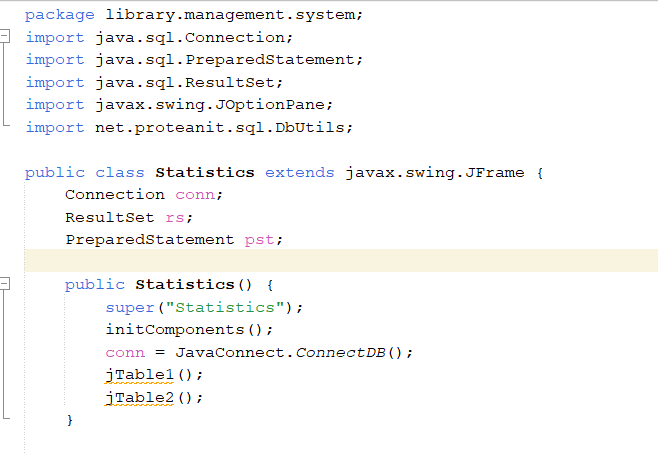 package library.management.system;
import java.sql.Connection;
import java.sql.PreparedStatement;
import java.sql.ResultSet;
import javax.swing.JOptionPane;
import net.proteanit.sql.DbUtils;

public class Statistics extends javax.swing.JFrame {
    Connection conn;
    ResultSet rs;
    PreparedStatement pst;

    public Statistics() {
        super("Statistics");
        initComponents();
        conn = JavaConnect.ConnectDB();
        jTable1();
        jTable2();
    }